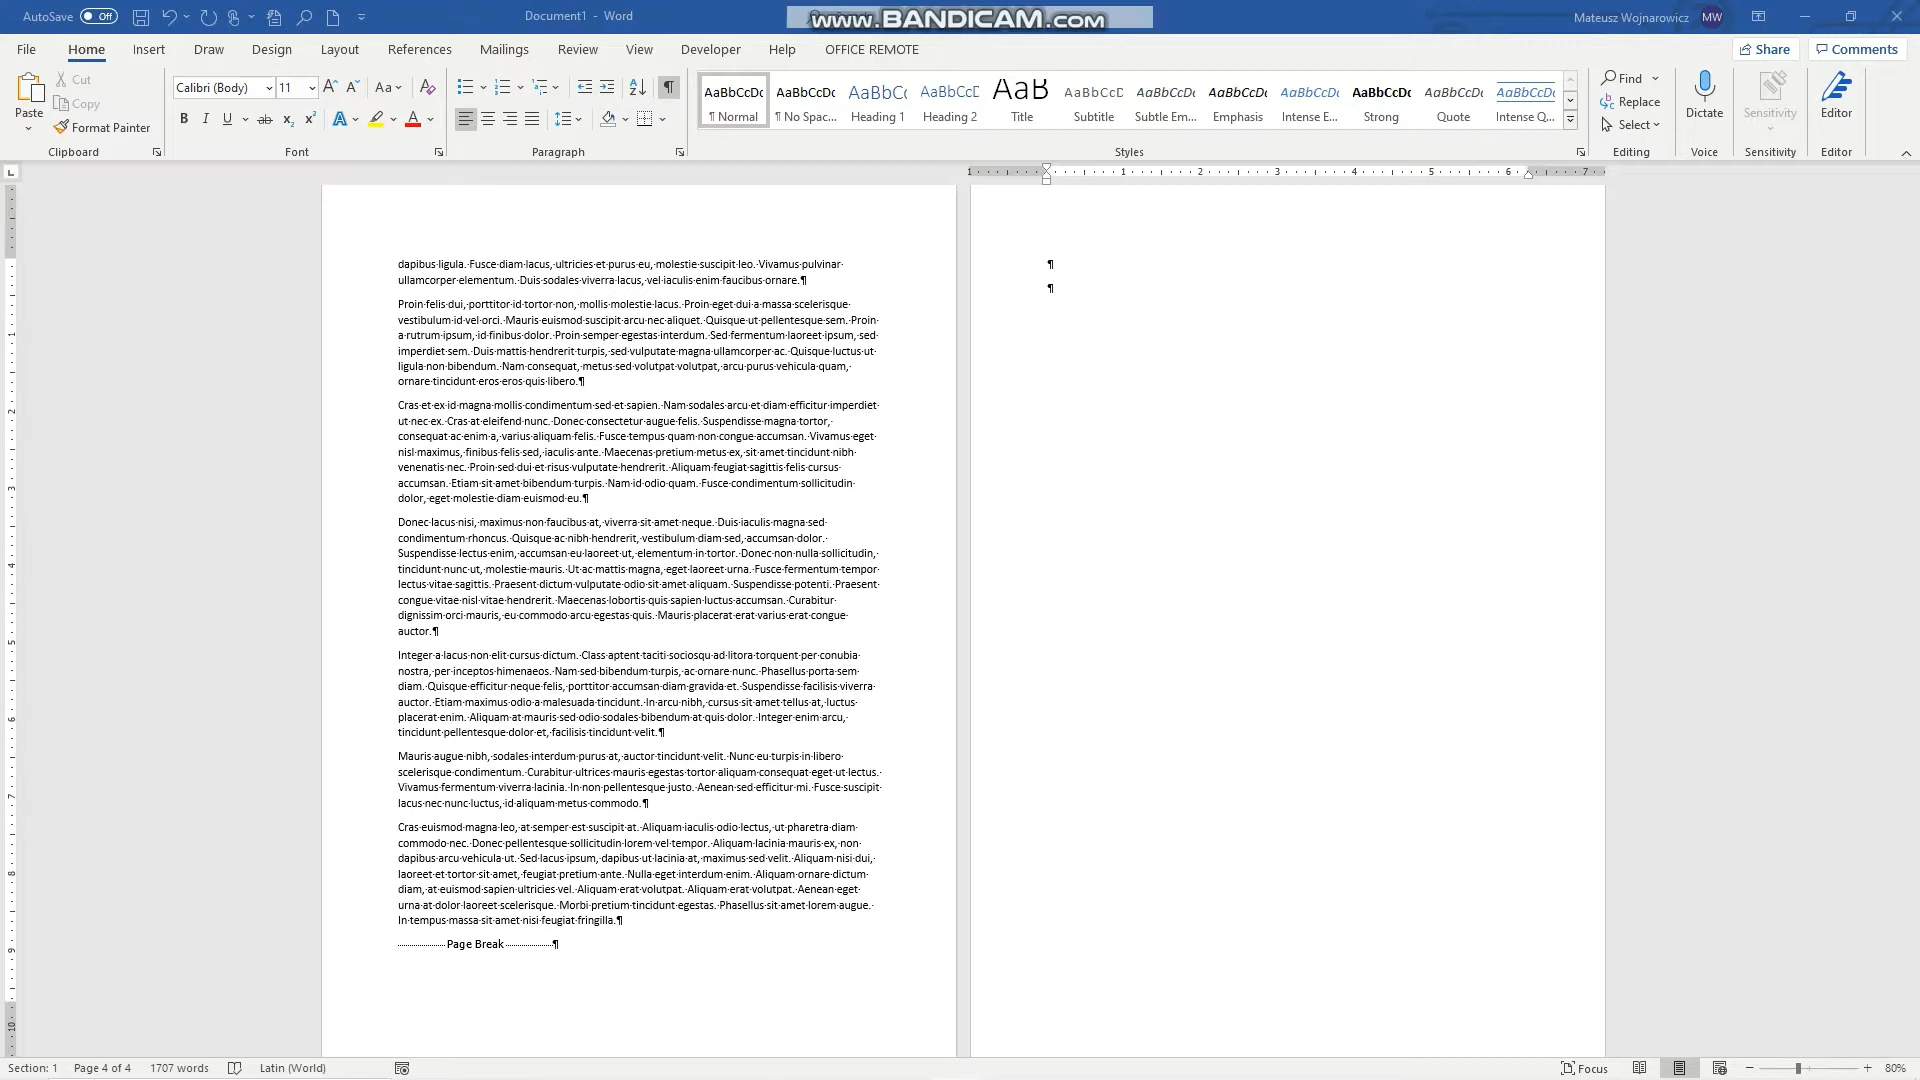 AutoSave Off Document1 - Word www.BANDICAM.com Mateusz Wojnarowicz MW
File Home Insert Draw Design Layout References Mailings Review View Developer Help OFFICE REMOTE Share Comments
Paste
Cut
Copy
Format Painter
Clipboard
Calibri (Body) 11
Font
Paragraph
AaBbCcDc AaBbCcDc AaBbCc AaBbCcD AaB AaBbCcD AaBbCcDc AaBbCcDc AaBbCcDc AaBbCcDc AaBbCcDc AaBbCcDc
¶ Normal ¶ No Spac... Heading 1 Heading 2 Title Subtitle Subtle Em... Emphasis Intense E... Strong Quote Intense Q...
Styles
Find
Replace
Select
Editing
Dictate
Voice
Sensitivity
Sensitivity
Editor
Editor
1 1 2 3 4 5 6 7
dapibus·ligula.·Fusce·diam·lacus,·ultricies·et·purus·eu,·molestie·suscipit·leo.·Vivamus·pulvinar·
ullamcorper·elementum.·Duis·sodales·viverra·lacus,·vel·iaculis·enim·faucibus·ornare.¶
Proin·felis·dui,·porttitor·id·tortor·non,·mollis·molestie·lacus.·Proin·eget·dui·a·massa·scelerisque·
vestibulum·id·vel·orci.·Mauris·euismod·suscipit·arcu·nec·aliquet.·Quisque·ut·pellentesque·sem.·Proin·
a·rutrum·ipsum,·id·finibus·dolor.·Proin·semper·egestas·interdum.·Sed·fermentum·laoreet·ipsum,·sed·
imperdiet·sem.·Duis·mattis·hendrerit·turpis,·sed·vulputate·magna·ullamcorper·ac.·Quisque·luctus·ut·
ligula·non·bibendum.·Nam·consequat,·metus·sed·volutpat·volutpat,·arcu·purus·vehicula·quam,·
ornare·tincidunt·eros·eros·quis·libero.¶
Cras·et·ex·id·magna·mollis·condimentum·sed·et·sapien.·Nam·sodales·arcu·et·diam·efficitur·imperdiet·
ut·nec·ex.·Cras·at·eleifend·nunc.·Donec·consectetur·augue·felis.·Suspendisse·magna·tortor,·
consequat·ac·enim·a,·varius·aliquam·felis.·Fusce·tempus·quam·non·congue·accumsan.·Vivamus·eget·
nisl·maximus,·finibus·felis·sed,·iaculis·ante.·Maecenas·pretium·metus·ex,·sit·amet·tincidunt·nibh·
venenatis·nec.·Proin·sed·dui·et·risus·vulputate·hendrerit.·Aliquam·feugiat·sagittis·felis·cursus·
accumsan.·Etiam·sit·amet·bibendum·turpis.·Nam·id·odio·quam.·Fusce·condimentum·sollicitudin·
dolor,·eget·molestie·diam·euismod·eu.¶
Donec·lacus·nisi,·maximus·non·faucibus·at,·viverra·sit·amet·neque.·Duis·iaculis·magna·sed·
condimentum·rhoncus.·Quisque·ac·nibh·hendrerit,·vestibulum·diam·sed,·accumsan·dolor.·
Suspendisse·lectus·enim,·accumsan·eu·laoreet·ut,·elementum·in·tortor.·Donec·non·nulla·sollicitudin,·
tincidunt·nunc·ut,·molestie·mauris.·Ut·ac·mattis·magna,·eget·laoreet·urna.·Fusce·fermentum·tempor·
lectus·vitae·sagittis.·Praesent·dictum·vulputate·odio·sit·amet·aliquam.·Suspendisse·potenti.·Praesent·
congue·vitae·nisl·vitae·hendrerit.·Maecenas·lobortis·quis·sapien·luctus·accumsan.·Curabitur·
dignissim·orci·mauris,·eu·commodo·arcu·egestas·quis.·Mauris·placerat·erat·varius·erat·congue·
auctor.¶
Integer·a·lacus·non·elit·cursus·dictum.·Class·aptent·taciti·sociosqu·ad·litora·torquent·per·conubia·
nostra,·per·inceptos·himenaeos.·Nam·sed·bibendum·turpis,·ac·ornare·nunc.·Phasellus·porta·sem·
diam.·Quisque·efficitur·neque·felis,·porttitor·accumsan·diam·gravida·et.·Suspendisse·facilisis·viverra·
auctor.·Etiam·maximus·odio·a·malesuada·tincidunt.·In·arcu·nibh,·cursus·sit·amet·tellus·at,·luctus·
placerat·enim.·Aliquam·at·mauris·sed·odio·sodales·bibendum·at·quis·dolor.·Integer·enim·arcu,·
tincidunt·pellentesque·dolor·et,·facilisis·tincidunt·velit.¶
Mauris·augue·nibh,·sodales·interdum·purus·at,·auctor·tincidunt·velit.·Nunc·eu·turpis·in·libero·
scelerisque·condimentum.·Curabitur·ultrices·mauris·egestas·tortor·aliquam·consequat·eget·ut·lectus.·
Vivamus·fermentum·viverra·lacinia.·In·non·pellentesque·justo.·Aenean·sed·efficitur·mi.·Fusce·suscipit·
lacus·nec·nunc·luctus,·id·aliquam·metus·commodo.¶
Cras·euismod·magna·leo,·at·semper·est·suscipit·at.·Aliquam·iaculis·odio·lectus,·ut·pharetra·diam·
commodo·nec.·Donec·pellentesque·sollicitudin·lorem·vel·tempor.·Aliquam·lacinia·mauris·ex,·non·
dapibus·arcu·vehicula·ut.·Sed·lacus·ipsum,·dapibus·ut·lacinia·at,·maximus·sed·velit.·Aliquam·nisi·dui,·
laoreet·et·tortor·sit·amet,·feugiat·pretium·ante.·Nulla·eget·interdum·enim.·Aliquam·ornare·dictum·
diam,·at·euismod·sapien·ultricies·vel.·Aliquam·erat·volutpat.·Aliquam·erat·volutpat.·Aenean·eget·
urna·at·dolor·laoreet·scelerisque.·Morbi·pretium·tincidunt·egestas.·Phasellus·sit·amet·lorem·augue.·
In·tempus·massa·sit·amet·nisi·feugiat·fringilla.¶
Page Break¶
¶
¶
Section: 1 Page 4 of 4 1707 words Latin (World) Focus 80%